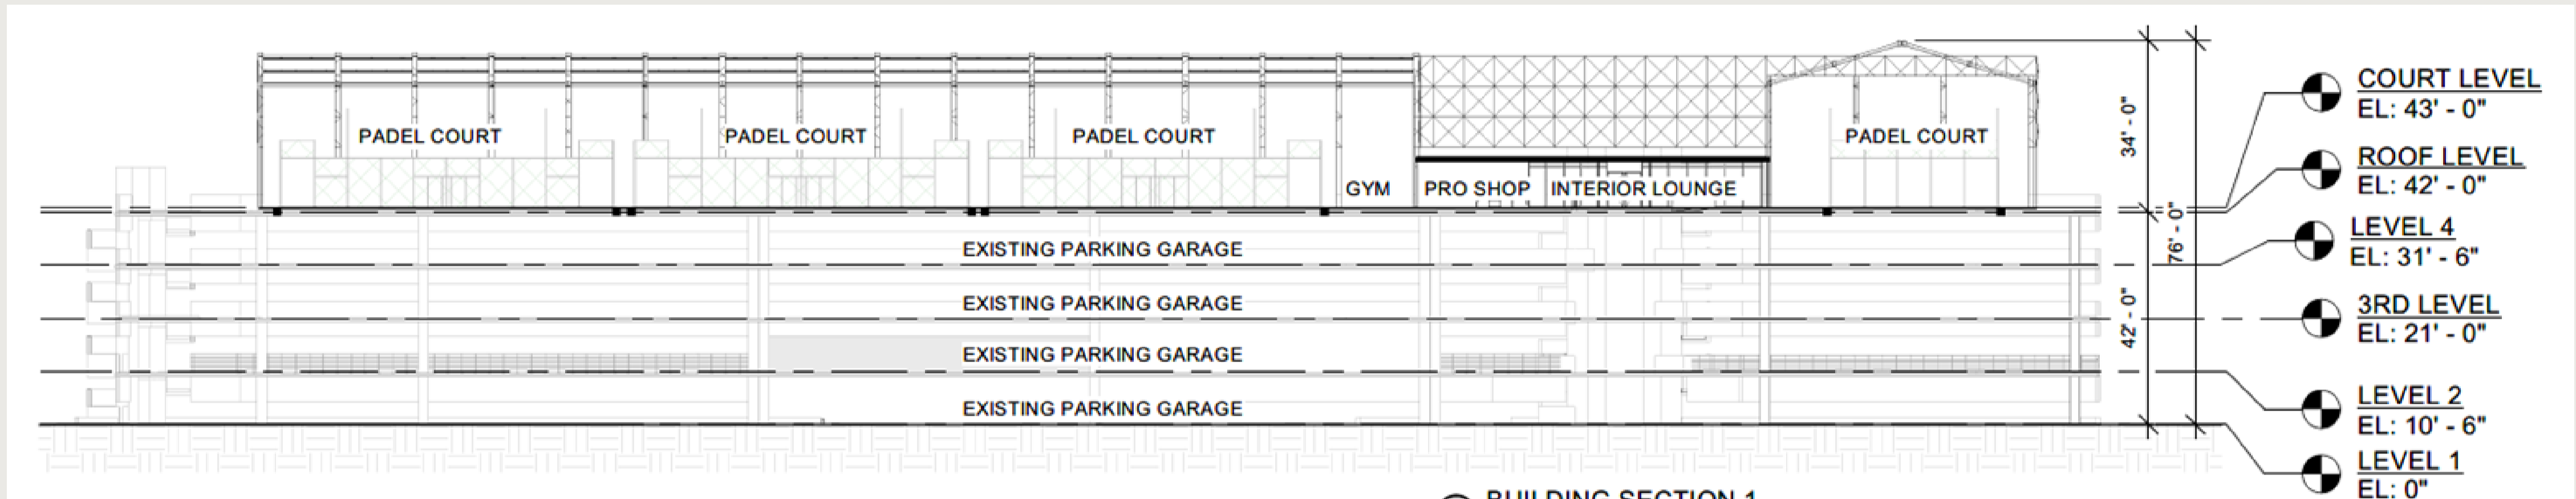 PADEL COURT
PADEL COURT
PADEL COURT
PADEL COURT
GYM
PRO SHOP
INTERIOR LOUNGE
EXISTING PARKING GARAGE
EXISTING PARKING GARAGE
EXISTING PARKING GARAGE
EXISTING PARKING GARAGE
34' - 0"
76' - 0"
42' - 0"
COURT LEVEL
EL: 43' - 0"
ROOF LEVEL
EL: 42' - 0"
LEVEL 4
EL: 31' - 6"
3RD LEVEL
EL: 21' - 0"
LEVEL 2
EL: 10' - 6"
LEVEL 1
EL: 0"
BUILDING SECTION 1